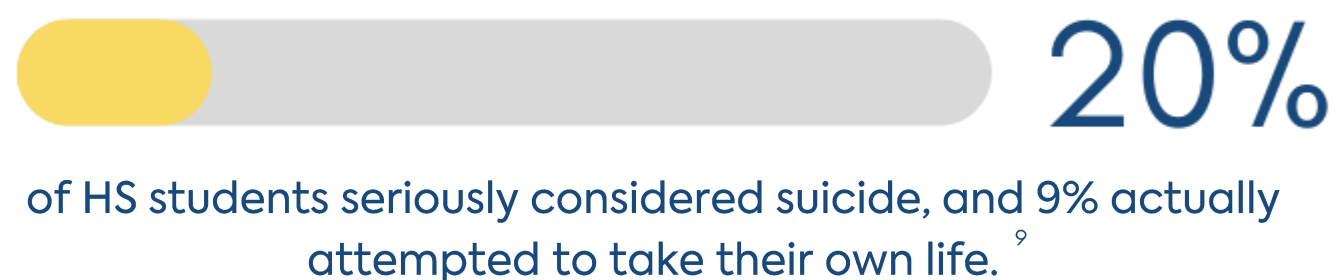 20%
of HS students seriously considered suicide, and 9% actually
attempted to take their own life. 9